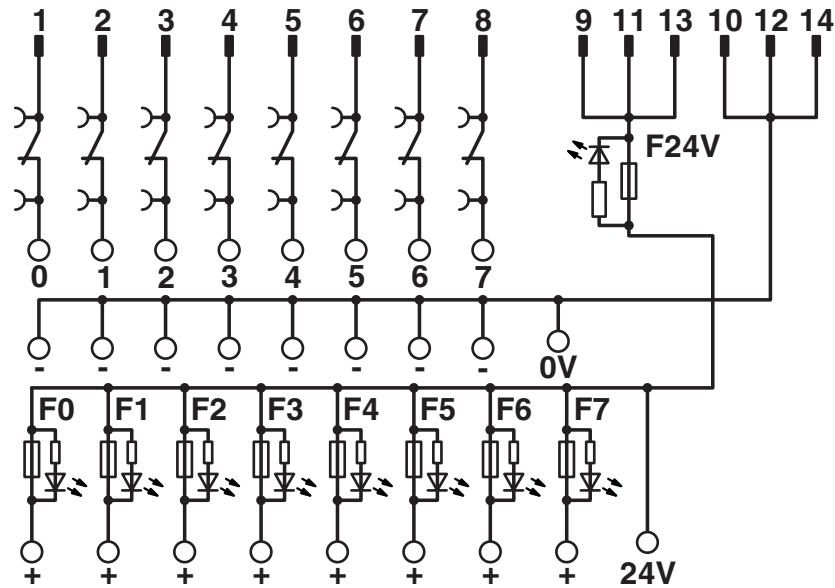 1 2 3 4 5 6 7 8 9 11 13 10 12 14
F24V
0 1 2 3 4 5 6 7
- - - - - - - -
0V
F0 F1 F2 F3 F4 F5 F6 F7
+ + + + + + + +
24V